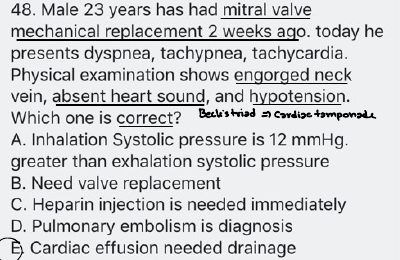 48. Male 23 years has had mitral valve
mechanical replacement 2 weeks ago. today he
presents dyspnea, tachypnea, tachycardia.
Physical examination shows engorged neck
vein, absent heart sound, and hypotension.
Which one is correct? Beck's triad ⇒ Cardiac tamponade
A. Inhalation Systolic pressure is 12 mmHg.
greater than exhalation systolic pressure
B. Need valve replacement
C. Heparin injection is needed immediately
D. Pulmonary embolism is diagnosis
E. Cardiac effusion needed drainage